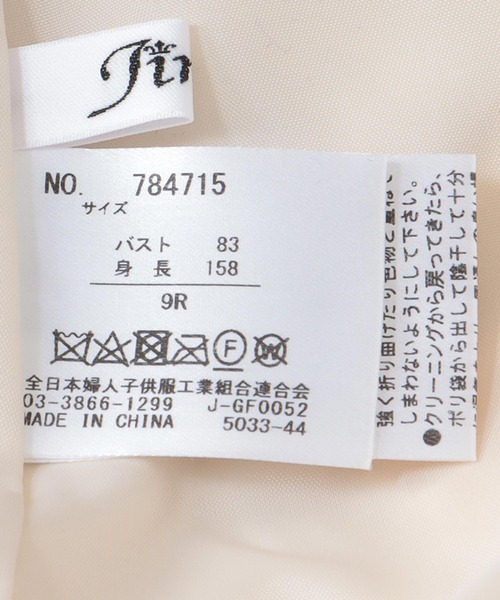 NO. 784715
サイズ
バスト 83
身長 158
9R
F
W
全日本婦人子供服工業組合連合会
03-3866-1299 J-GF0052
MADE IN CHINA 5033-44
強く折り曲げたり色物と重ねて
しまわないようにして下さい。
クリーニングから戻ってきたら、
ポリ袋から出して陰干して十分